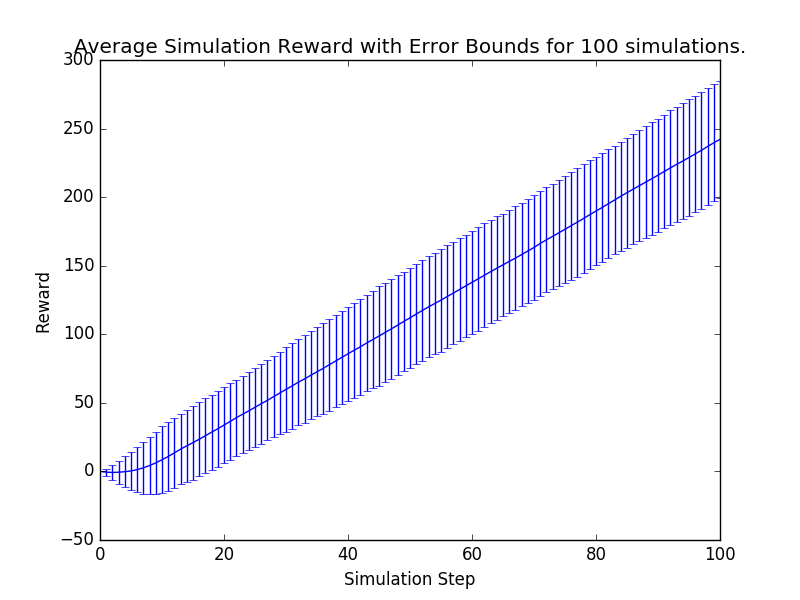 Average Simulation Reward with Error Bounds for 100 simulations.
300
250
200
150
100
50
0
−50
Reward
0 20 40 60 80 100
Simulation Step